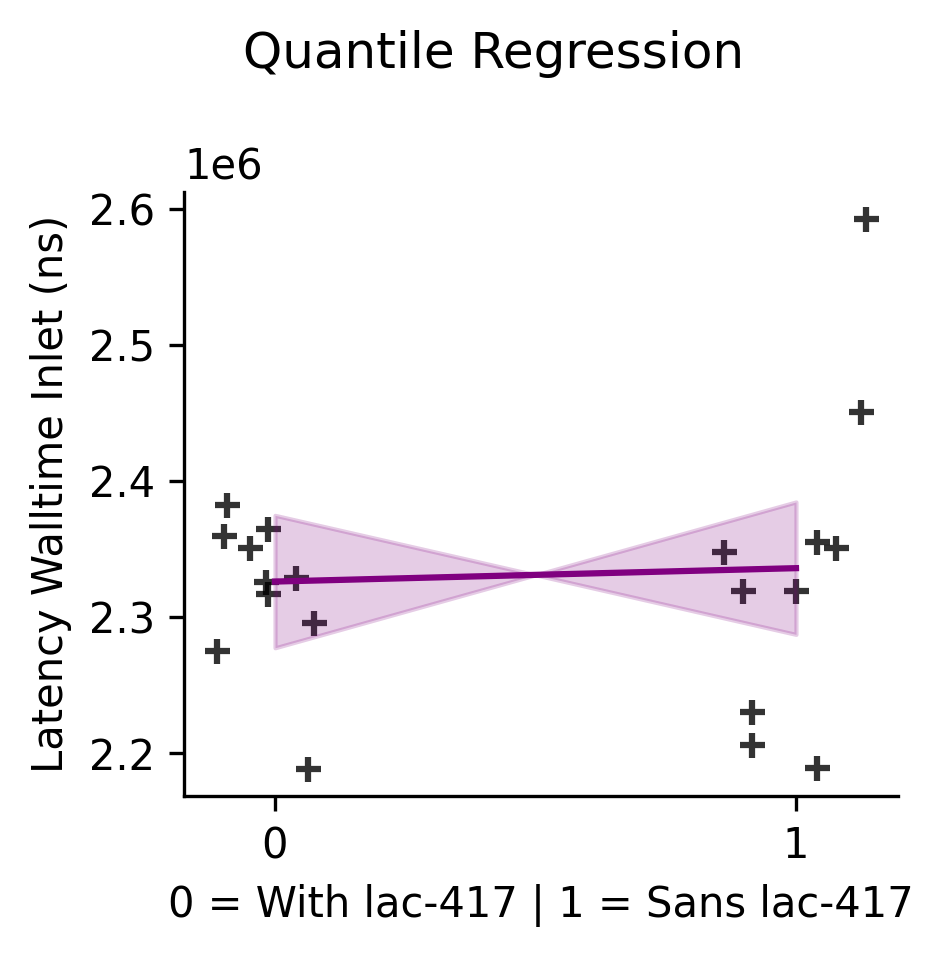 Quantile Regression
1e6
2.6
2.5
2.4
2.3
2.2
Latency Walltime Inlet (ns)
0 1
0 = With lac-417 | 1 = Sans lac-417